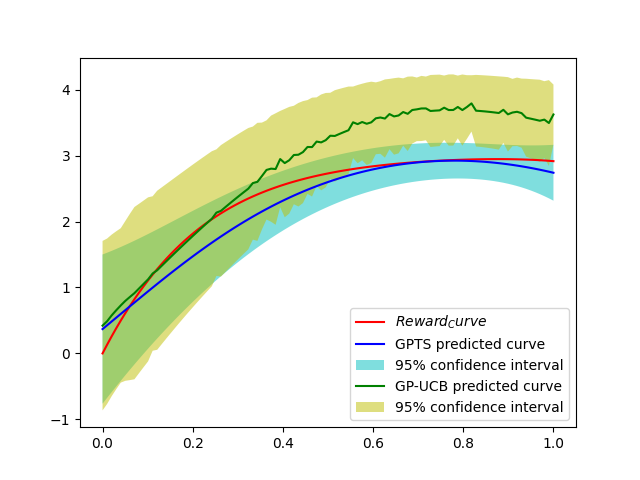 4
3
2
1
0
−1
0.0 0.2 0.4 0.6 0.8 1.0
Reward_Curve
GPTS predicted curve
95% confidence interval
GP-UCB predicted curve
95% confidence interval